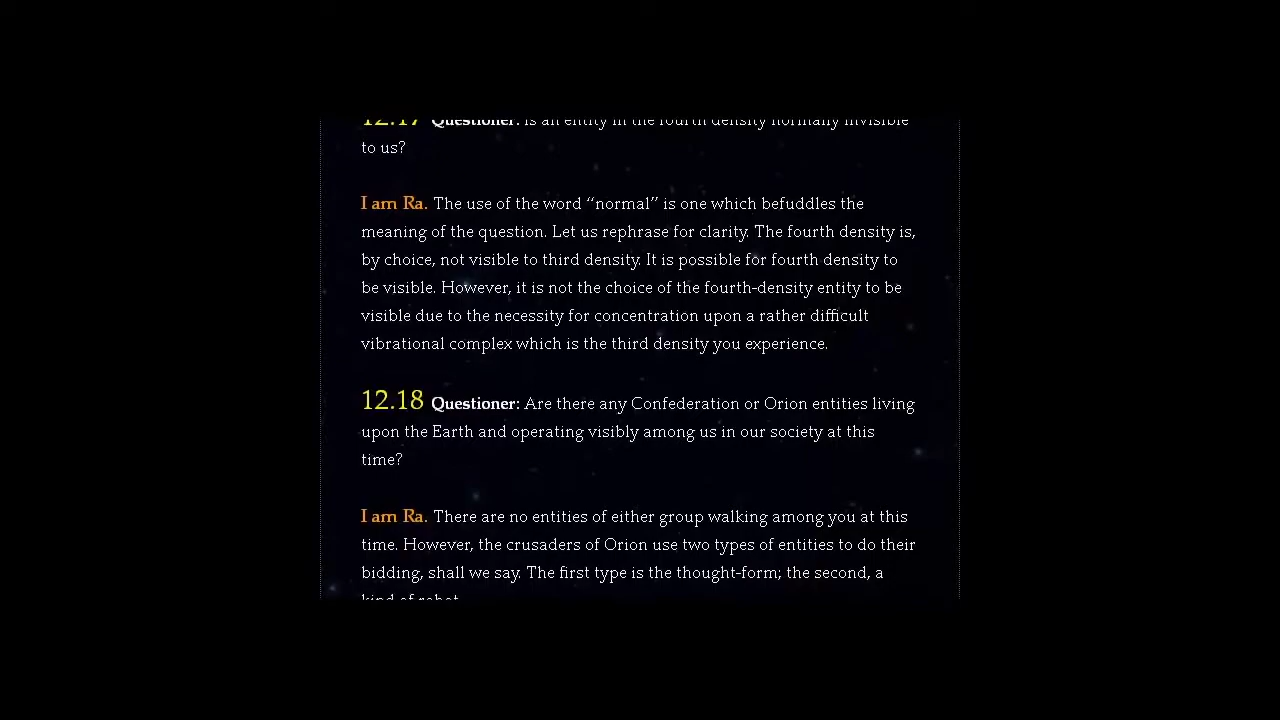 12.17 Questioner: Is an entity in the fourth density normally invisible
to us?
I am Ra. The use of the word “normal” is one which befuddles the
meaning of the question. Let us rephrase for clarity. The fourth density is,
by choice, not visible to third density. It is possible for fourth density to
be visible. However, it is not the choice of the fourth-density entity to be
visible due to the necessity for concentration upon a rather difficult
vibrational complex which is the third density you experience.
12.18 Questioner: Are there any Confederation or Orion entities living
upon the Earth and operating visibly among us in our society at this
time?
I am Ra. There are no entities of either group walking among you at this
time. However, the crusaders of Orion use two types of entities to do their
bidding, shall we say. The first type is the thought-form; the second, a
kind of robot.